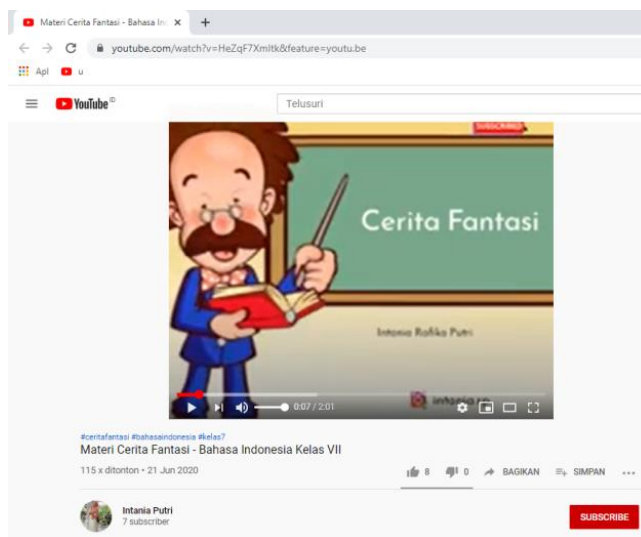 Materi Cerita Fantasi - Bahasa In
youtube.com/watch?v=HeZqF7XmItk&feature=youtu.be
Apl u
YouTube ID
Telusuri
SUBSCRIBED
Cerita Fantasi
Intania Rafika Putri
0:07 / 2:01
#ceritafantasi #bahasaindonesia #kelas7
Materi Cerita Fantasi - Bahasa Indonesia Kelas VII
115 x ditonton • 21 Jun 2020
8 0 BAGIKAN SIMPAN
Intania Putri
7 subscriber
SUBSCRIBE